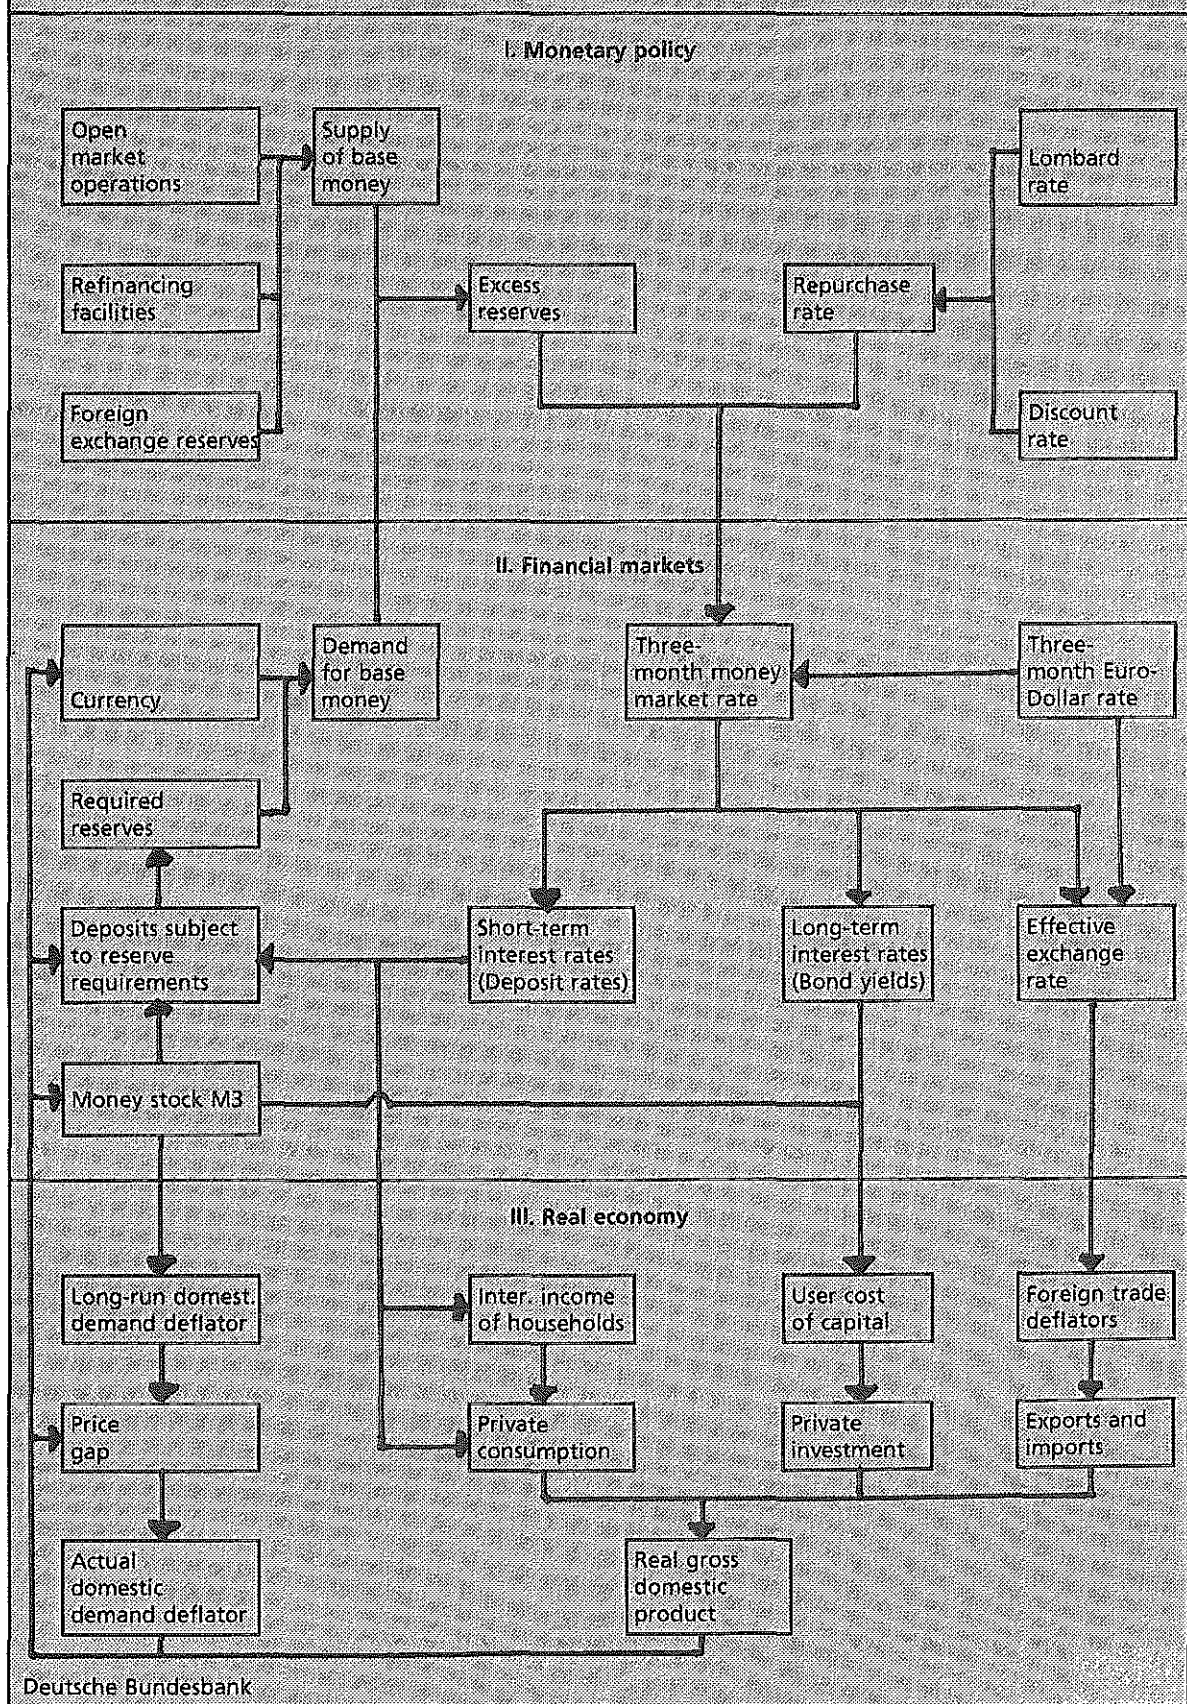 I. Monetary policy
Open
market
operations
Supply
of base
money
Lombard
rate
Refinancing
facilities
Excess
reserves
Repurchase
rate
Foreign
exchange reserves
Discount
rate
II. Financial markets
Currency
Demand
for base
money
Three-
month money
market rate
Three-
month Euro-
Dollar rate
Required
reserves
Deposits subject
to reserve
requirements
Short-term
interest rates
(Deposit rates)
Long-term
interest rates
(Bond yields)
Effective
exchange
rate
Money stock M3
III. Real economy
Long-run domest.
demand deflator
Inter. income
of households
User cost
of capital
Foreign trade
deflators
Price
gap
Private
consumption
Private
investment
Exports and
imports
Actual
domestic
demand deflator
Real gross
domestic
product
Deutsche Bundesbank